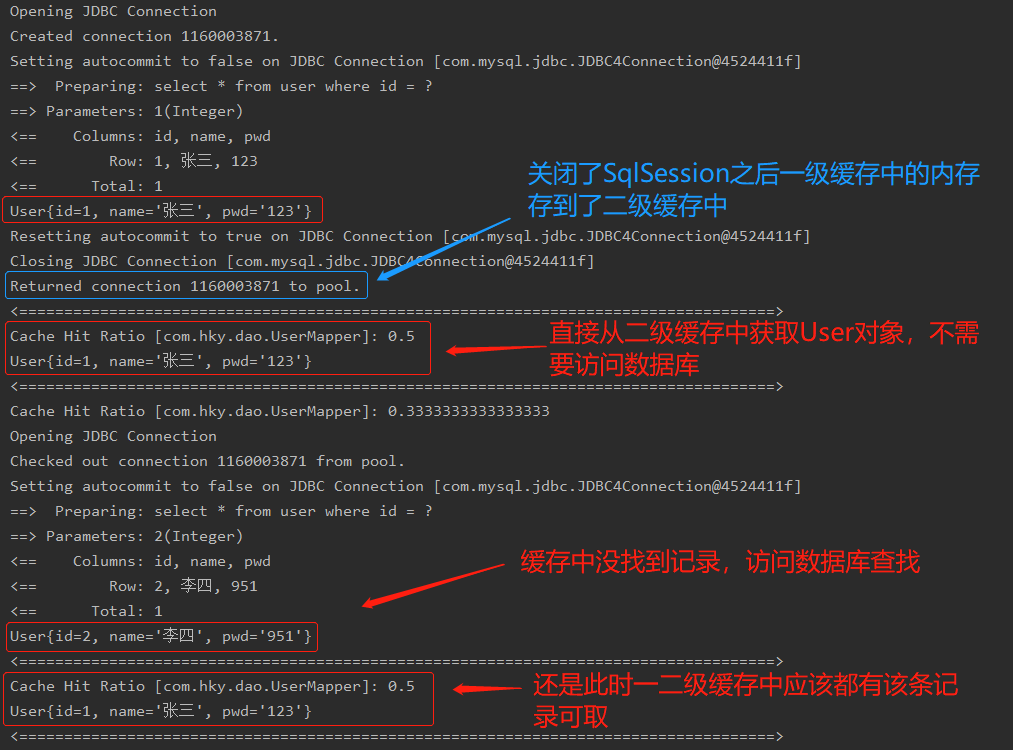 Opening JDBC Connection
Created connection 1160003871.
Setting autocommit to false on JDBC Connection [com.mysql.jdbc.JDBC4Connection@4524411f]
==>  Preparing: select * from user where id = ?
==> Parameters: 1(Integer)
<==    Columns: id, name, pwd
<==        Row: 1, 张三, 123
<==      Total: 1
关闭了SqlSession之后一级缓存中的内存
存到了二级缓存中
User{id=1, name='张三', pwd='123'}
Resetting autocommit to true on JDBC Connection [com.mysql.jdbc.JDBC4Connection@4524411f]
Closing JDBC Connection [com.mysql.jdbc.JDBC4Connection@4524411f]
Returned connection 1160003871 to pool.
<=====================================================================================>
Cache Hit Ratio [com.hky.dao.UserMapper]: 0.5
User{id=1, name='张三', pwd='123'}
直接从二级缓存中获取User对象，不需
要访问数据库
<=====================================================================================>
Cache Hit Ratio [com.hky.dao.UserMapper]: 0.3333333333333333
Opening JDBC Connection
Checked out connection 1160003871 from pool.
Setting autocommit to false on JDBC Connection [com.mysql.jdbc.JDBC4Connection@4524411f]
==>  Preparing: select * from user where id = ?
==> Parameters: 2(Integer)
<==    Columns: id, name, pwd
<==        Row: 2, 李四, 951
<==      Total: 1
缓存中没找到记录，访问数据库查找
User{id=2, name='李四', pwd='951'}
<=====================================================================================>
Cache Hit Ratio [com.hky.dao.UserMapper]: 0.5
User{id=1, name='张三', pwd='123'}
还是此时一二级缓存中应该都有该条记
录可取
<=====================================================================================>